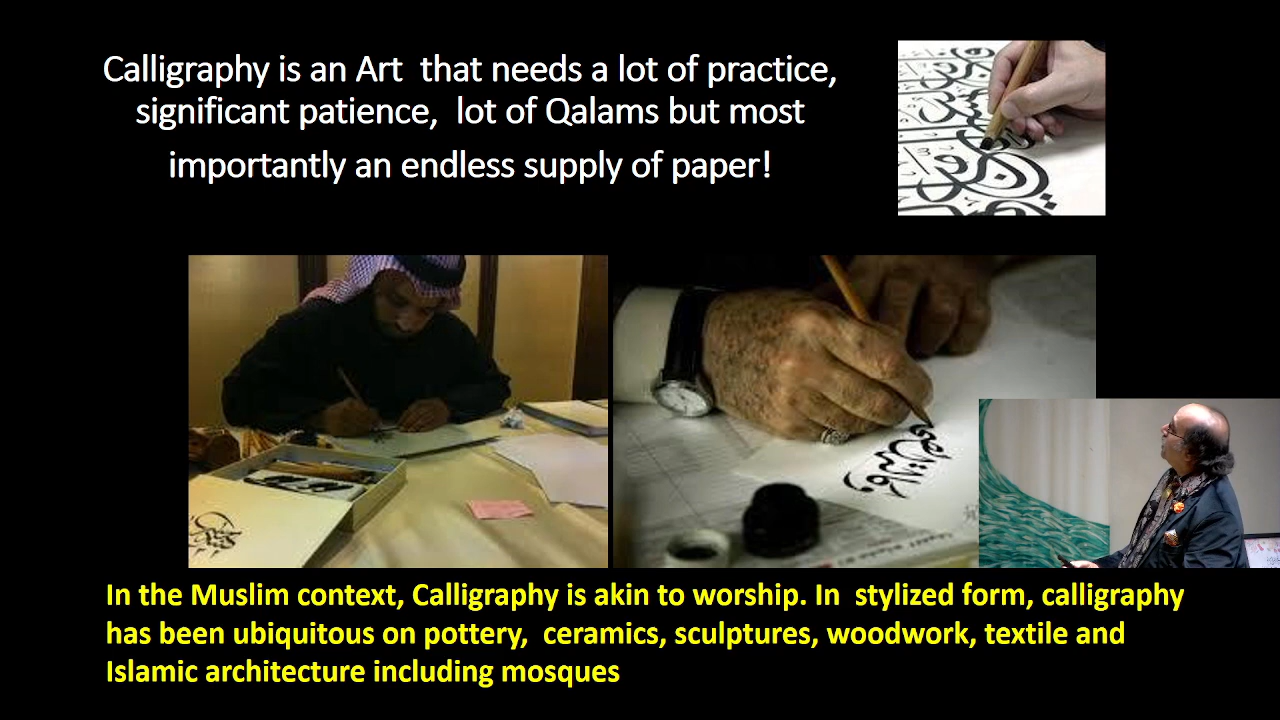 Calligraphy is an Art  that needs a lot of practice,
significant patience,  lot of Qalams but most
importantly an endless supply of paper!
In the Muslim context, Calligraphy is akin to worship. In  stylized form, calligraphy
has been ubiquitous on pottery,  ceramics, sculptures, woodwork, textile and
Islamic architecture including mosques